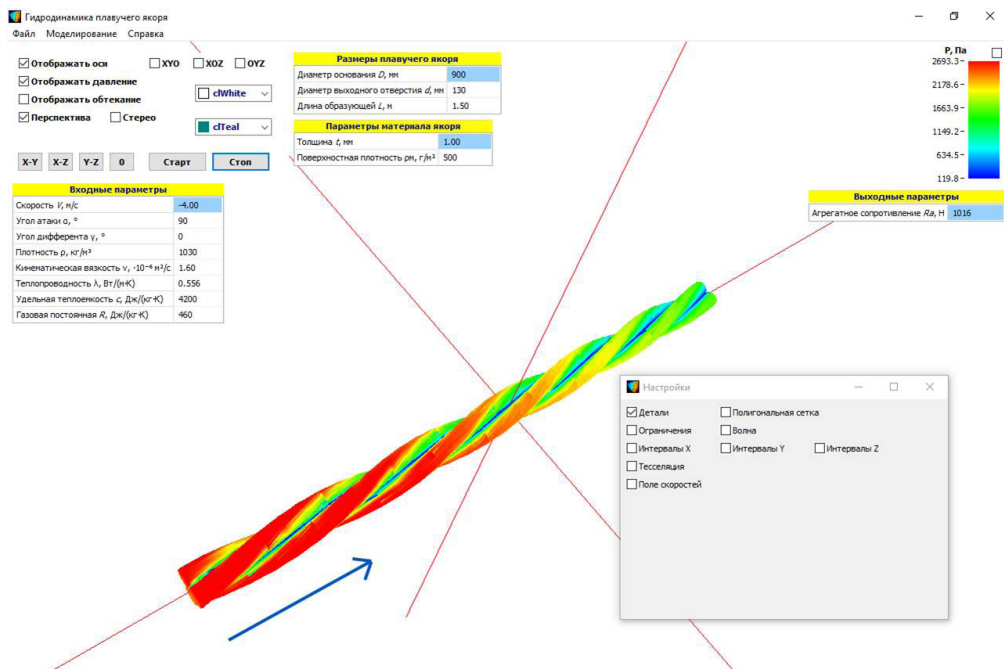 Гидродинамика плавучего якоря
Файл Моделирование Справка
Отображать оси XYO XOZ OYZ
Отображать давление
Отображать обтекание clWhite
Перспектива Стерео clTeal
X-Y X-Z Y-Z 0 Старт Стоп
Входные параметры
Скорость V, м/с -4.00
Угол атаки α, ° 90
Угол дифферента γ, ° 0
Плотность ρ, кг/м³ 1030
Кинематическая вязкость ν, ·10⁻⁶ м²/с 1.60
Теплопроводность λ, Вт/(м·К) 0.556
Удельная теплоемкость c, Дж/(кг·К) 4200
Газовая постоянная R, Дж/(кг·К) 460
Размеры плавучего якоря
Диаметр основания D, мм 900
Диаметр выходного отверстия d, мм 130
Длина образующей L, м 1.50
Параметры материала якоря
Толщина t, мм 1.00
Поверхностная плотность ρм, г/м² 500
P, Па
2693.3
2178.6
1663.9
1149.2
634.5
119.8
Выходные параметры
Агрегатное сопротивление Ra, Н 1016
Настройки
Детали Полигональная сетка
Ограничения Волна
Интервалы X Интервалы Y Интервалы Z
Тесселяция
Поле скоростей